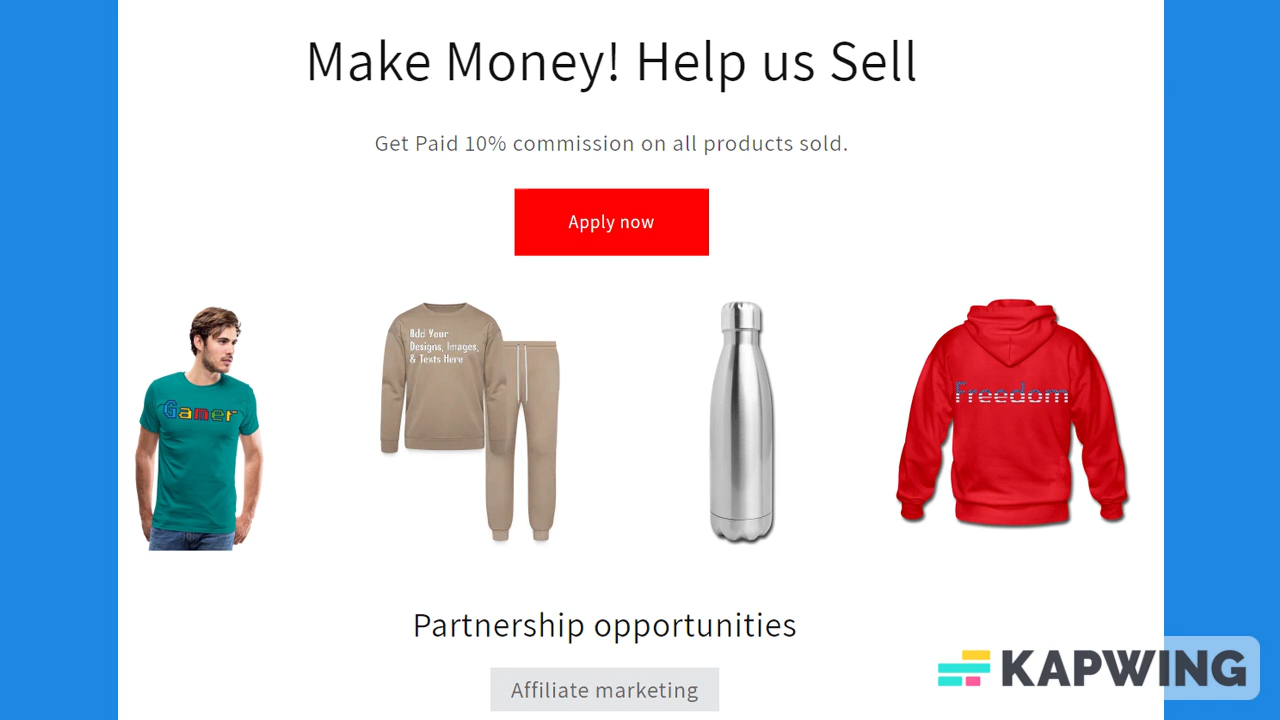 Make Money! Help us Sell
Get Paid 10% commission on all products sold.
Apply now
Gamer
Add Your
Designs, Images,
& Texts Here
Freedom
Partnership opportunities
Affiliate marketing
KAPWING